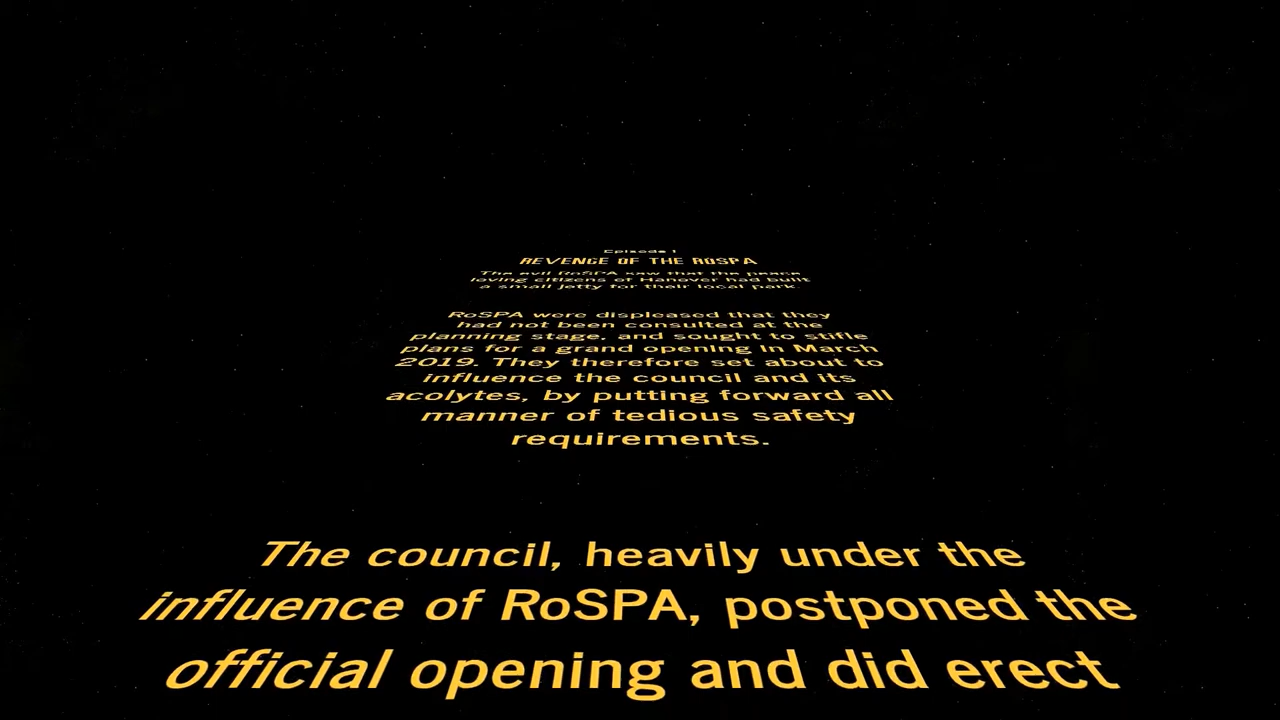 Episode I
REVENGE OF THE ROSPA
The evil RoSPA saw that the peace
loving citizens of Hanover had built
a small jetty for their local park.
RoSPA were displeased that they
had not been consulted at the
planning stage, and sought to stifle
plans for a grand opening in March
2019. They therefore set about to
influence the council and its
acolytes, by putting forward all
manner of tedious safety
requirements.
The council, heavily under the
influence of RoSPA, postponed the
official opening and did erect